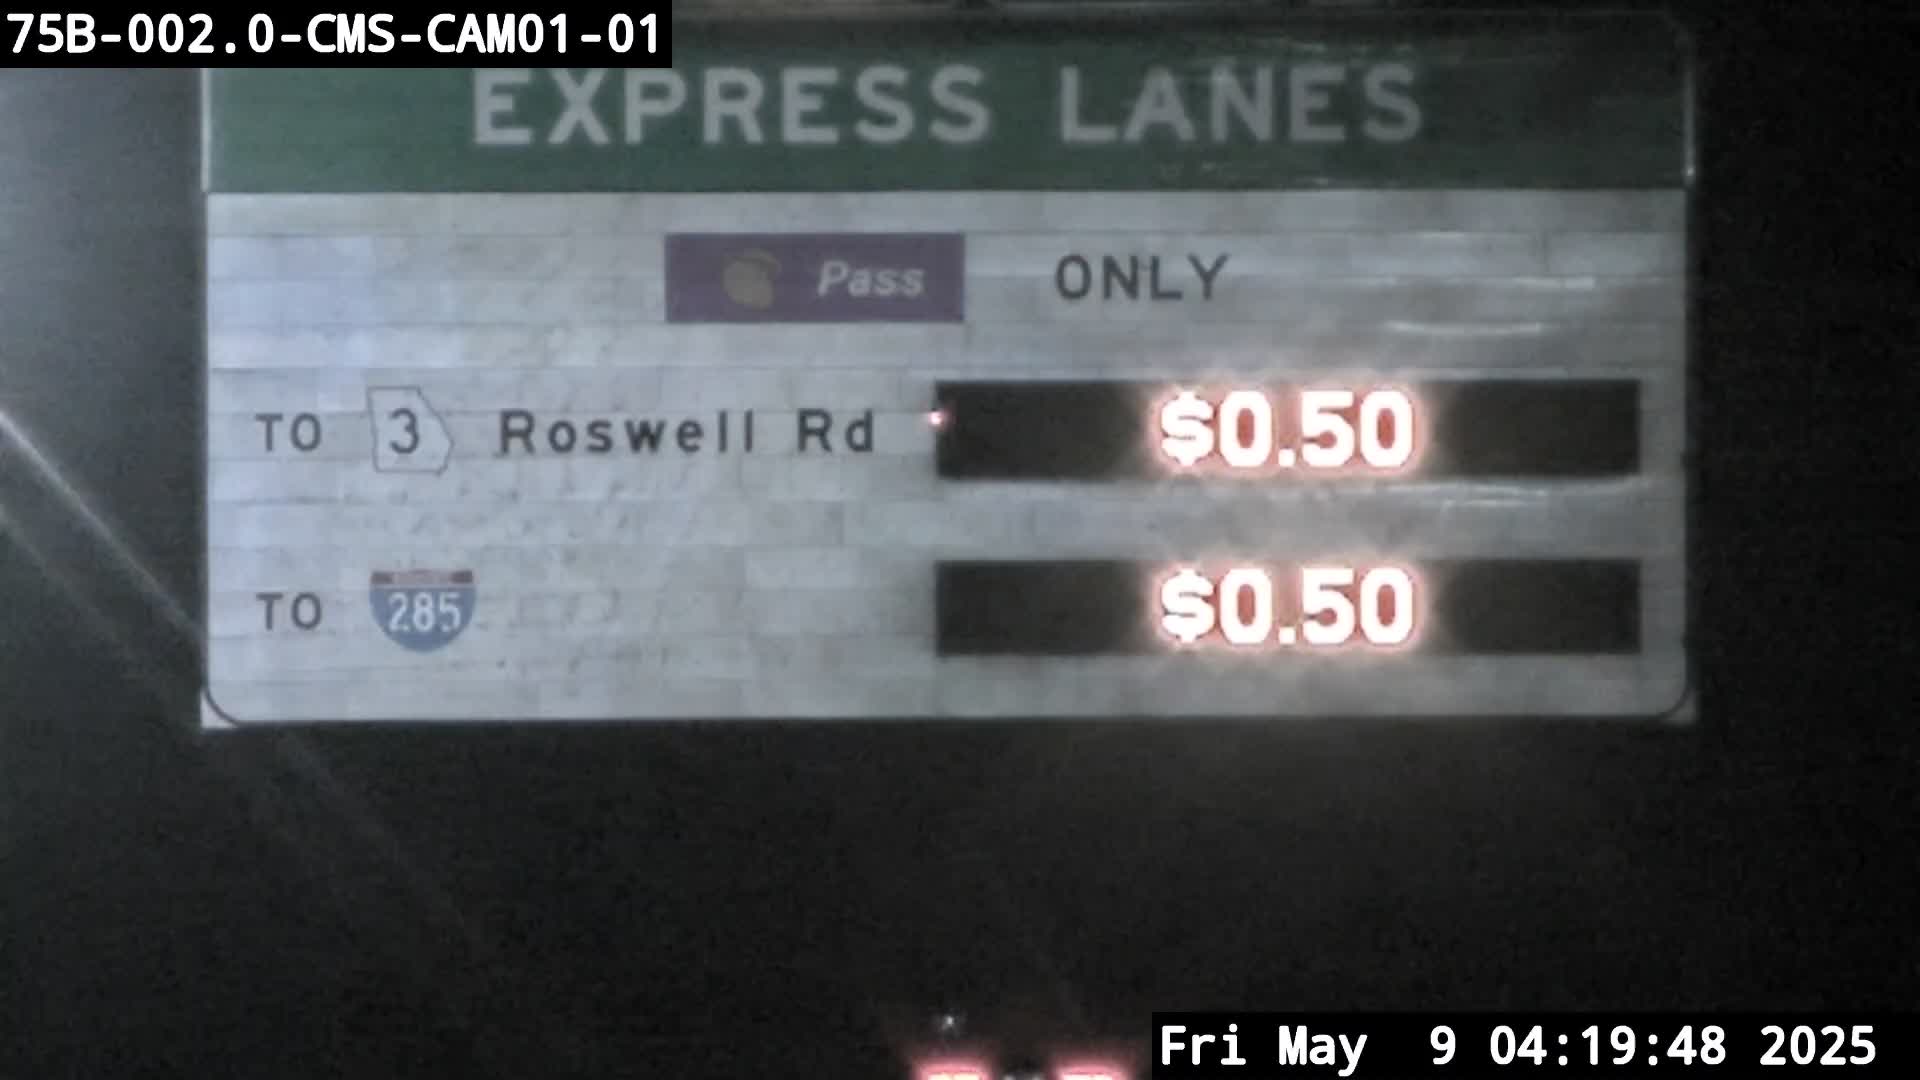 75B-002.0-CMS-CAM01-01
EXPRESS LANES
Pass ONLY
TO 3 Roswell Rd $0.50
TO 285 $0.50
Fri May 9 04:19:48 2025